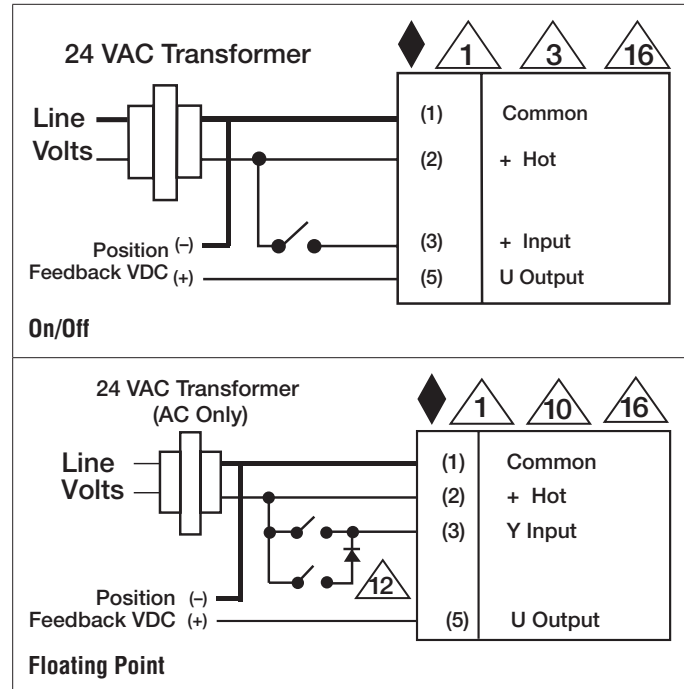 24 VAC Transformer
1 3 16
Line
Volts
(1) Common
(2) + Hot
(3) + Input
(5) U Output
Position (–)
Feedback VDC (+)
On/Off
24 VAC Transformer
(AC Only)
1 10 16
Line
Volts
(1) Common
(2) + Hot
(3) Y Input
12
(5) U Output
Position (–)
Feedback VDC (+)
Floating Point